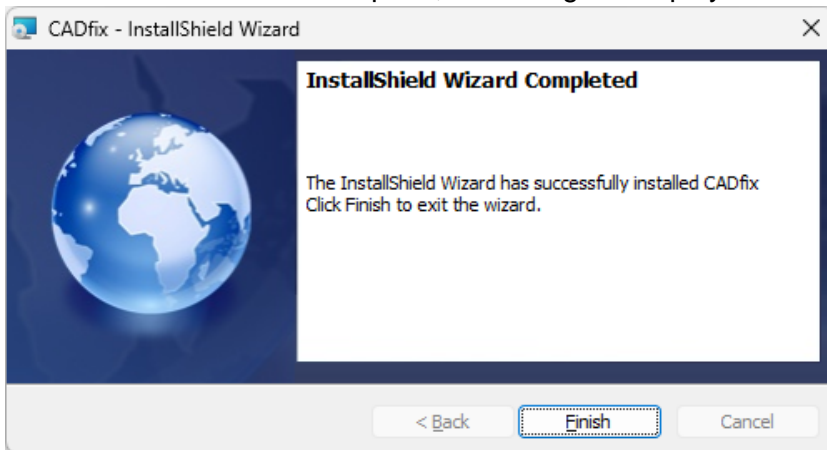 CADfix - InstallShield Wizard
InstallShield Wizard Completed
The InstallShield Wizard has successfully installed CADfix
Click Finish to exit the wizard.
< Back
Finish
Cancel